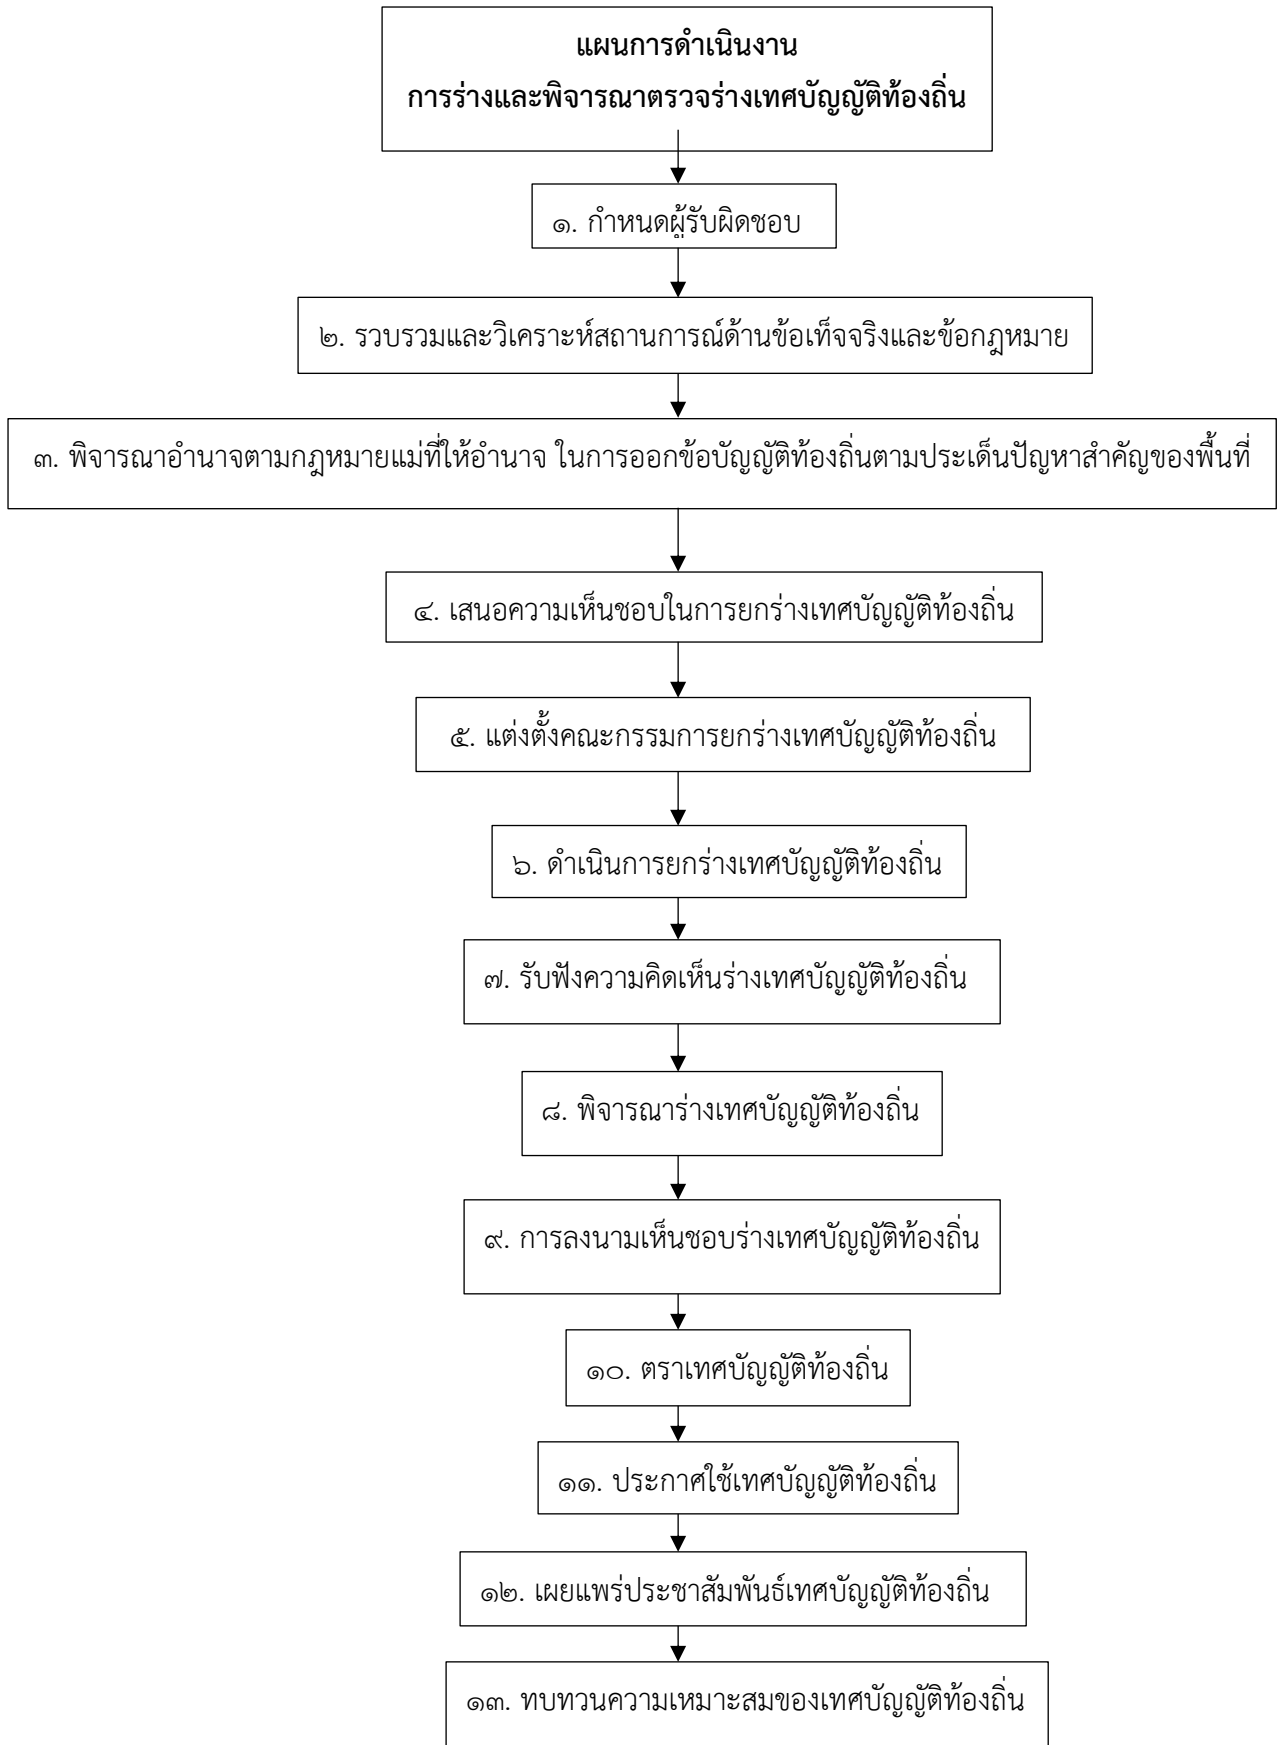 แผนการดำเนินงาน
การร่างและพิจารณาตรวจร่างเทศบัญญัติท้องถิ่น
๑. กำหนดผู้รับผิดชอบ
๒. รวบรวมและวิเคราะห์สถานการณ์ด้านข้อเท็จจริงและข้อกฎหมาย
๓. พิจารณาอำนาจตามกฎหมายแม่ที่ให้อำนาจ ในการออกข้อบัญญัติท้องถิ่นตามประเด็นปัญหาสำคัญของพื้นที่
๔. เสนอความเห็นชอบในการยกร่างเทศบัญญัติท้องถิ่น
๕. แต่งตั้งคณะกรรมการยกร่างเทศบัญญัติท้องถิ่น
๖. ดำเนินการยกร่างเทศบัญญัติท้องถิ่น
๗. รับฟังความคิดเห็นร่างเทศบัญญัติท้องถิ่น
๘. พิจารณาร่างเทศบัญญัติท้องถิ่น
๙. การลงนามเห็นชอบร่างเทศบัญญัติท้องถิ่น
๑๐. ตราเทศบัญญัติท้องถิ่น
๑๑. ประกาศใช้เทศบัญญัติท้องถิ่น
๑๒. เผยแพร่ประชาสัมพันธ์เทศบัญญัติท้องถิ่น
๑๓. ทบทวนความเหมาะสมของเทศบัญญัติท้องถิ่น